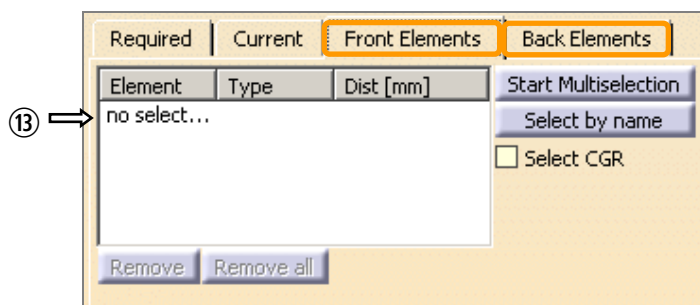 Required Current Front Elements Back Elements
Element Type Dist [mm] Start Multiselection
⑬ no select... Select by name
Select CGR
Remove Remove all